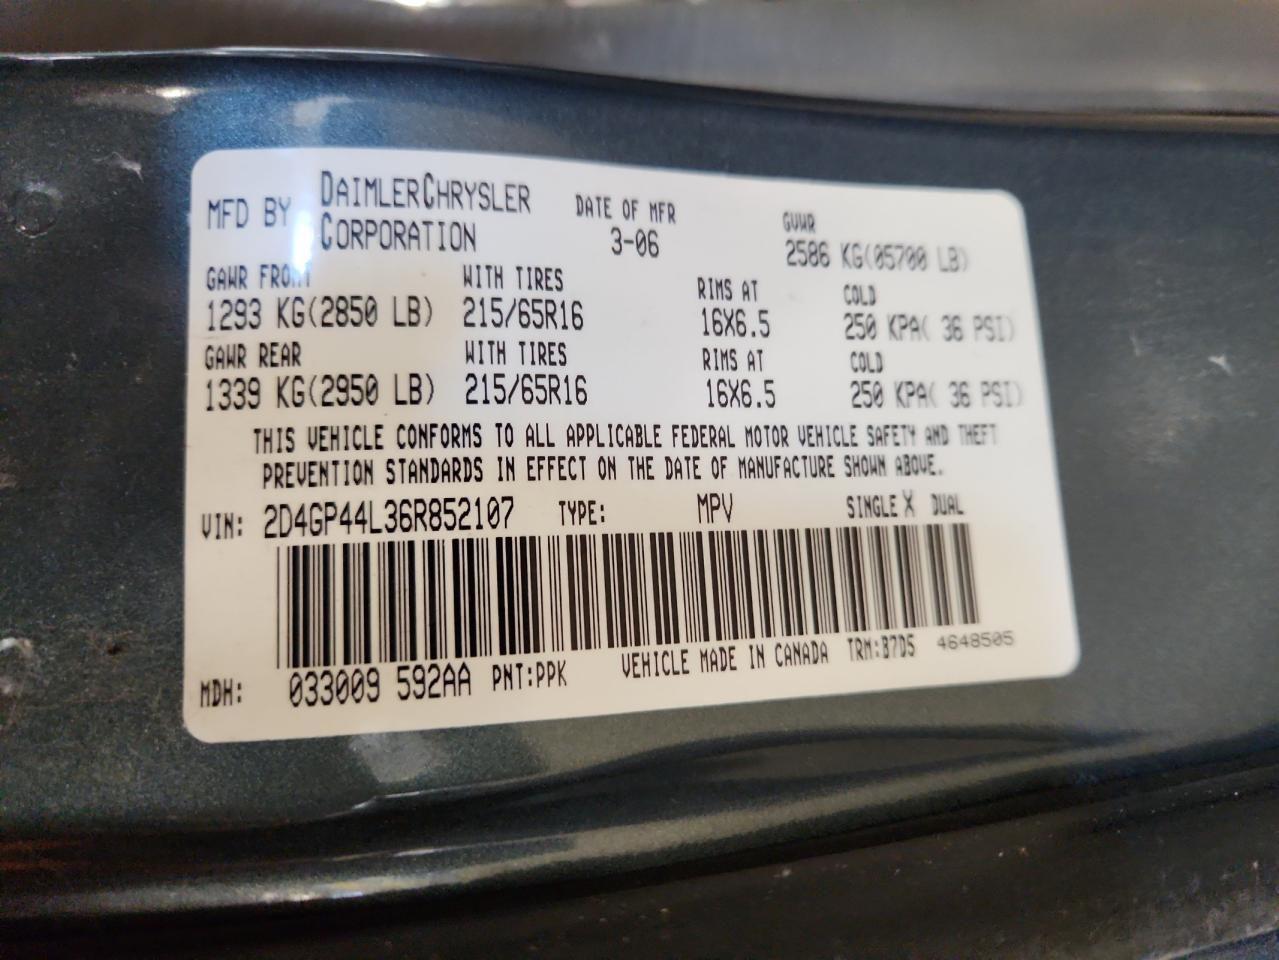 MFD BY DAIMLERCHRYSLER CORPORATION
DATE OF MFR
3-06
GVWR
2586 KG(05700 LB)
GAWR FRONT WITH TIRES RIMS AT COLD
1293 KG(2850 LB) 215/65R16 16X6.5 250 KPA( 36 PSI)
GAWR REAR WITH TIRES RIMS AT COLD
1339 KG(2950 LB) 215/65R16 16X6.5 250 KPA( 36 PSI)
THIS VEHICLE CONFORMS TO ALL APPLICABLE FEDERAL MOTOR VEHICLE SAFETY AND THEFT
PREVENTION STANDARDS IN EFFECT ON THE DATE OF MANUFACTURE SHOWN ABOVE.
VIN: 2D4GP44L36R852107 TYPE: MPV SINGLE X DUAL
MDH: 033009 592AA PNT:PPK VEHICLE MADE IN CANADA TRM:B7D5 4648505